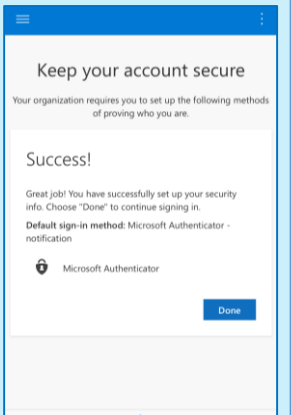 Keep your account secure
Your organization requires you to set up the following methods
of proving who you are.
Success!
Great job! You have successfully set up your security
info. Choose "Done" to continue signing in.
Default sign-in method: Microsoft Authenticator -
notification
Microsoft Authenticator
Done